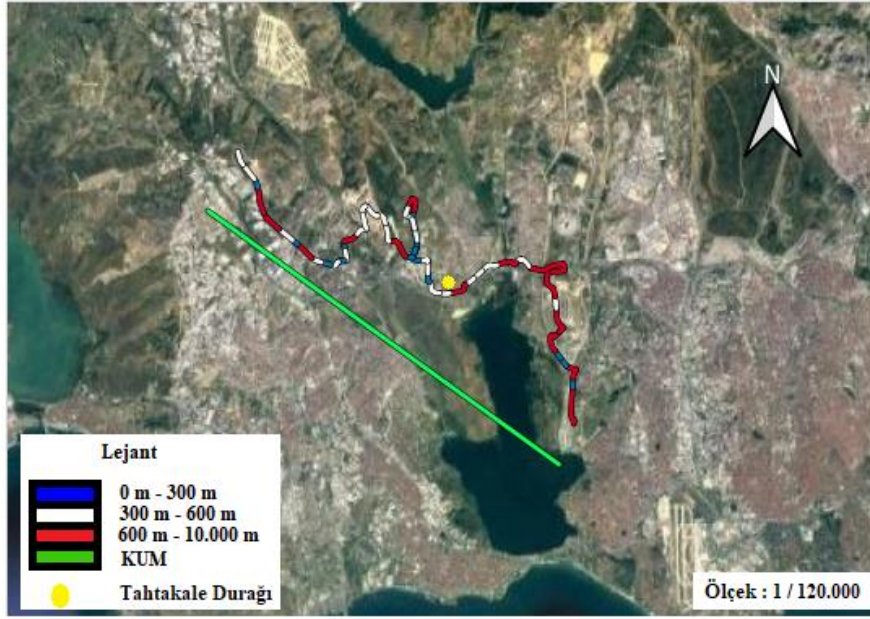 N
Lejant
0 m - 300 m
300 m - 600 m
600 m - 10.000 m
KUM
Tahtakale Durağı
Ölçek : 1 / 120.000